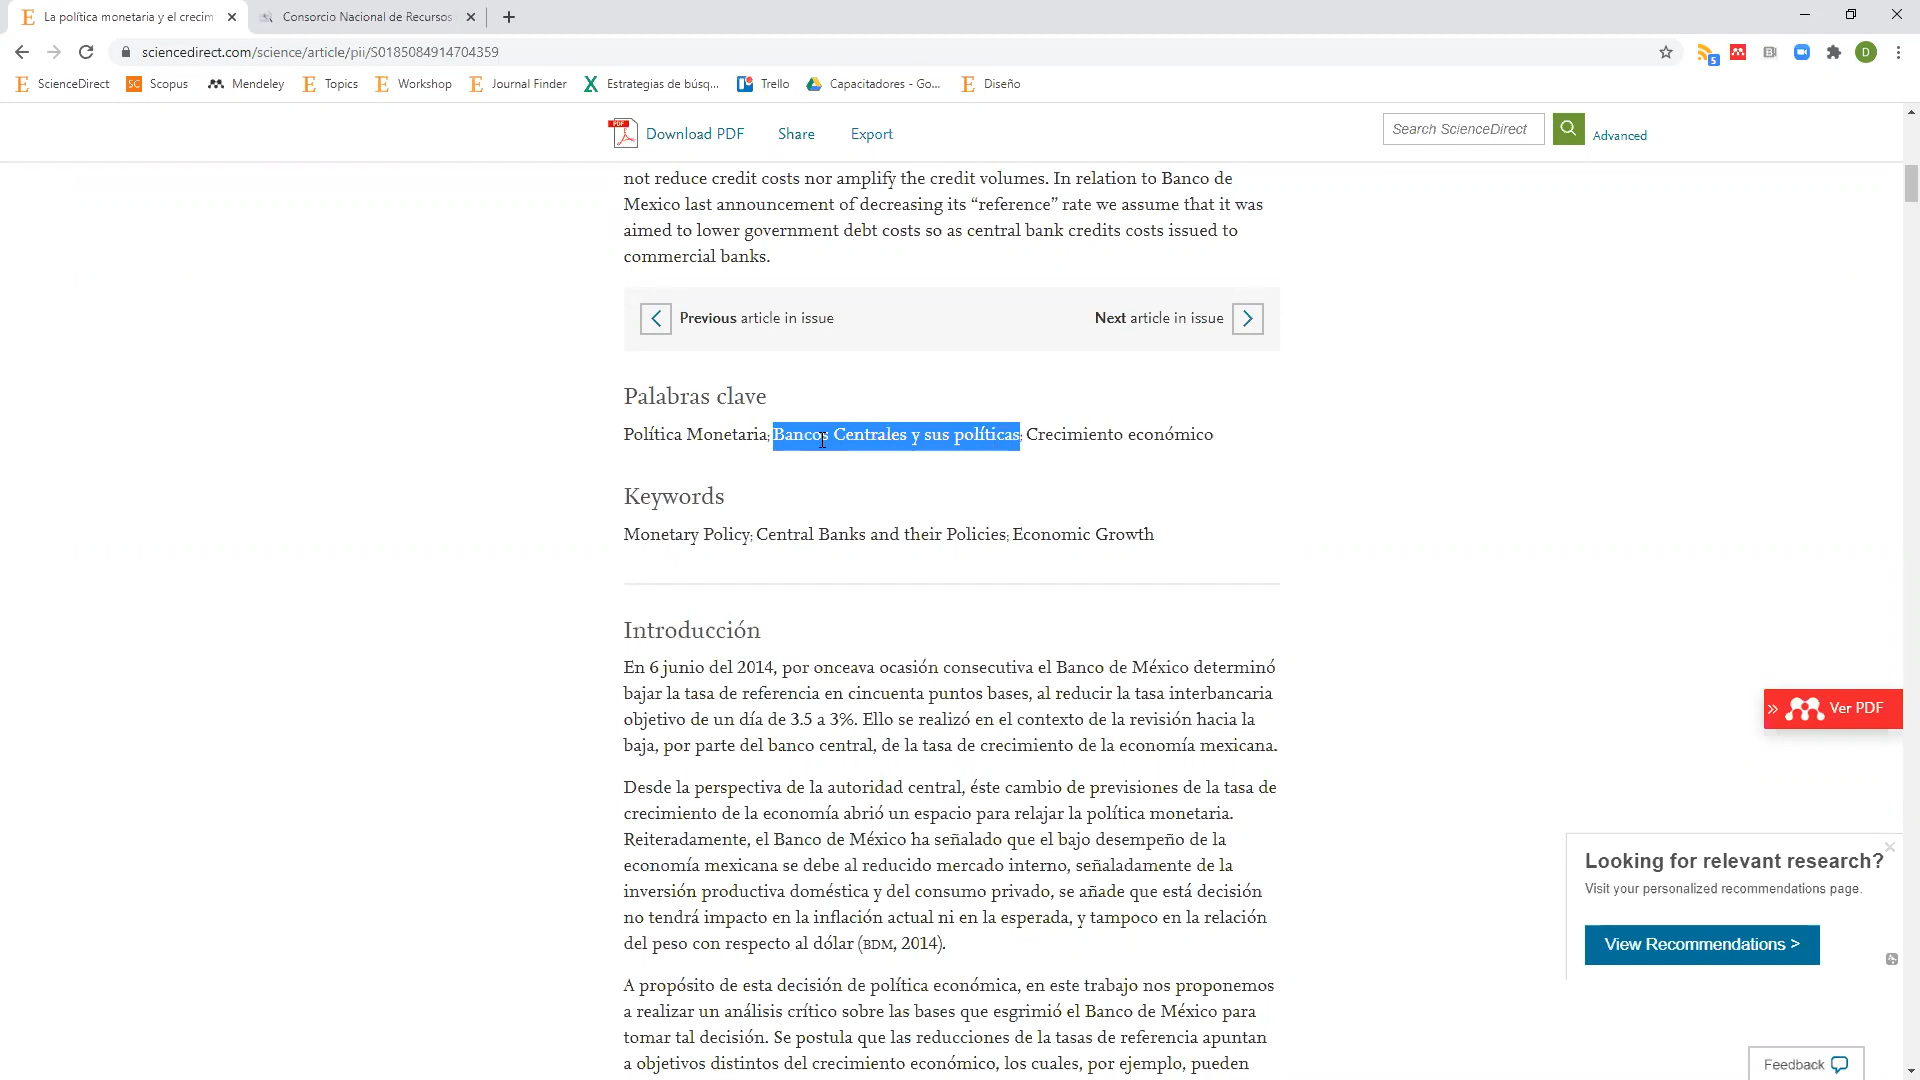 La política monetaria y el crecim
Consorcio Nacional de Recursos
sciencedirect.com/science/article/pii/S0185084914704359
5
D
ScienceDirect
SC Scopus
Mendeley
Topics
Workshop
Journal Finder
Estrategias de búsq...
Trello
Capacitadores - Go...
Diseño
PDF Download PDF
Share
Export
Search ScienceDirect
Advanced
not reduce credit costs nor amplify the credit volumes. In relation to Banco de
Mexico last announcement of decreasing its “reference” rate we assume that it was
aimed to lower government debt costs so as central bank credits costs issued to
commercial banks.
Previous article in issue
Next article in issue
Palabras clave
Política Monetaria; Bancos Centrales y sus políticas; Crecimiento económico
Keywords
Monetary Policy; Central Banks and their Policies; Economic Growth
Introducción
En 6 junio del 2014, por onceava ocasión consecutiva el Banco de México determinó
bajar la tasa de referencia en cincuenta puntos bases, al reducir la tasa interbancaria
objetivo de un día de 3.5 a 3%. Ello se realizó en el contexto de la revisión hacia la
baja, por parte del banco central, de la tasa de crecimiento de la economía mexicana.
Desde la perspectiva de la autoridad central, éste cambio de previsiones de la tasa de
crecimiento de la economía abrió un espacio para relajar la política monetaria.
Reiteradamente, el Banco de México ha señalado que el bajo desempeño de la
economía mexicana se debe al reducido mercado interno, señaladamente de la
inversión productiva doméstica y del consumo privado, se añade que está decisión
no tendrá impacto en la inflación actual ni en la esperada, y tampoco en la relación
del peso con respecto al dólar (BDM, 2014).
A propósito de esta decisión de política económica, en este trabajo nos proponemos
a realizar un análisis crítico sobre las bases que esgrimió el Banco de México para
tomar tal decisión. Se postula que las reducciones de la tasas de referencia apuntan
a objetivos distintos del crecimiento económico, los cuales, por ejemplo, pueden
Ver PDF
Looking for relevant research?
Visit your personalized recommendations page.
View Recommendations >
Feedback